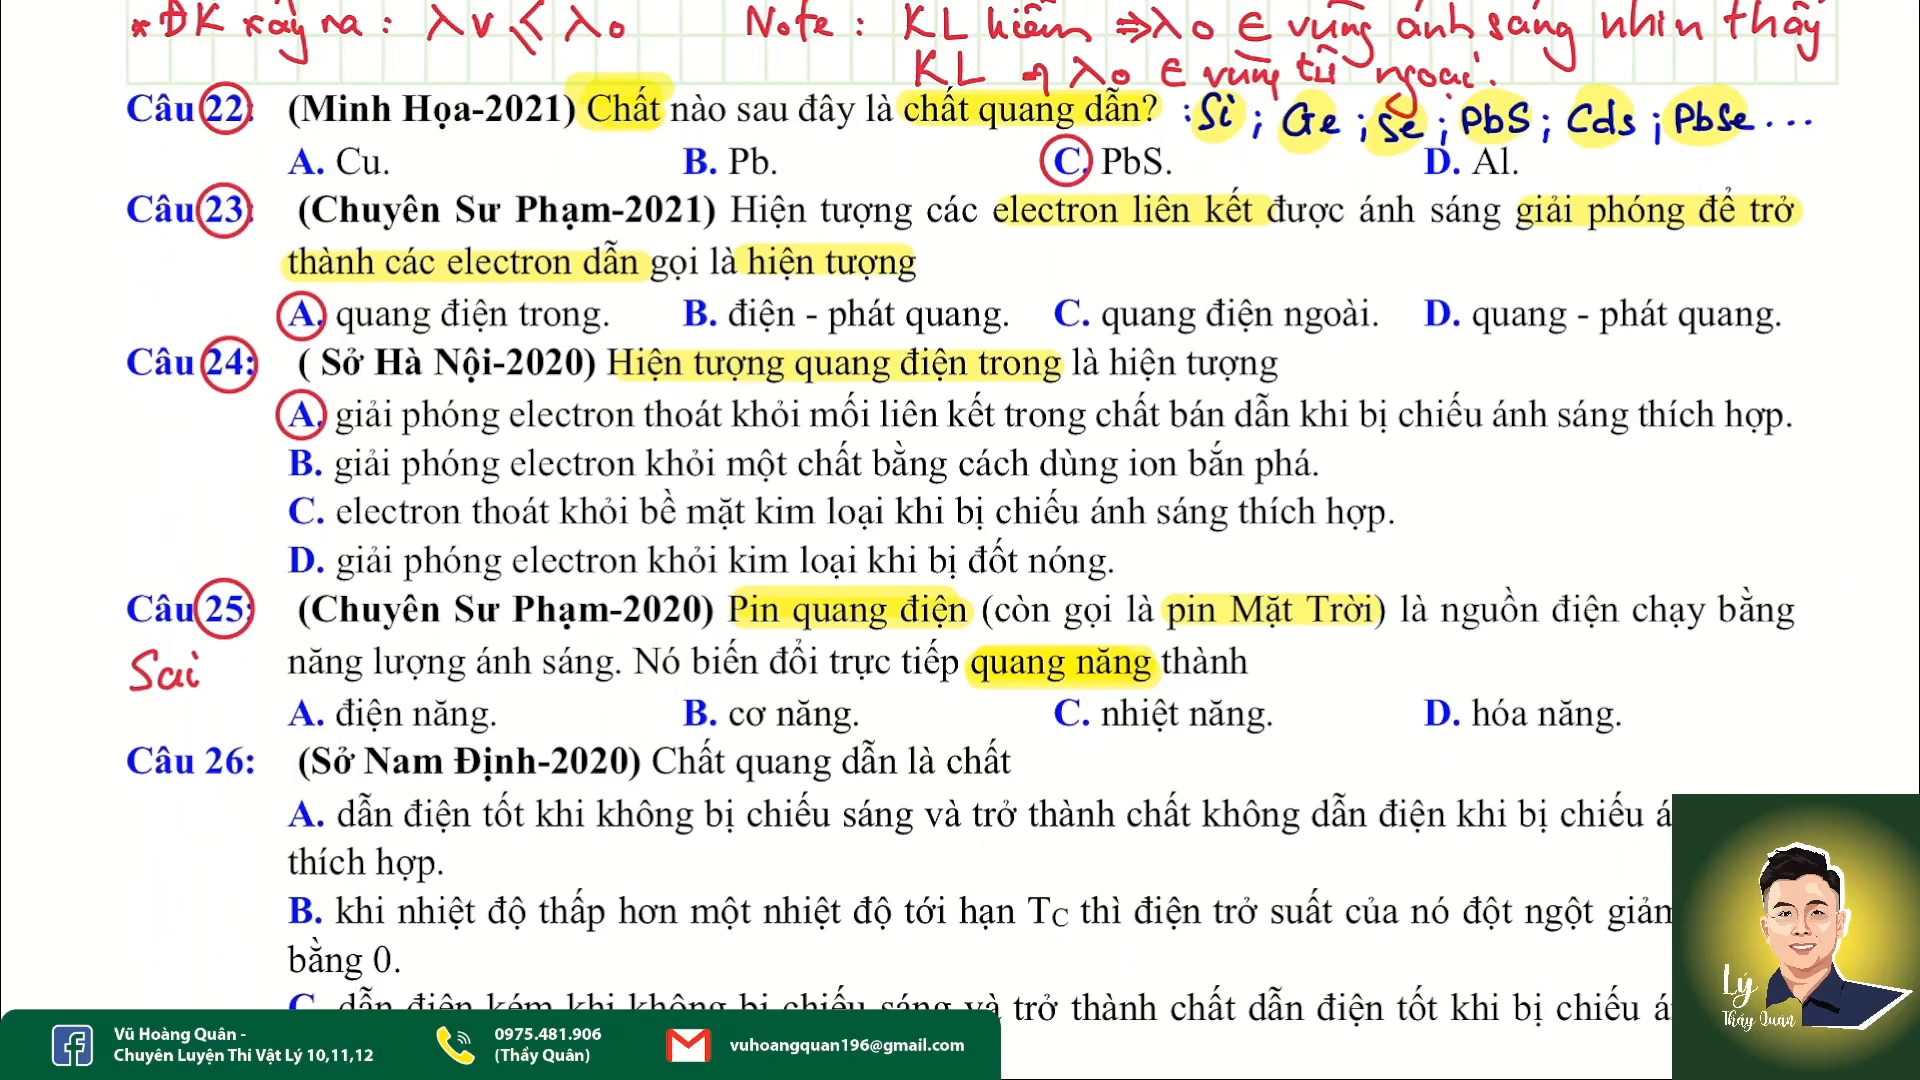 *ĐK xảy ra : λv ≤ λo Note : KL kiềm ⇒ λo ∈ vùng ánh sáng nhìn thấy
KL → λo ∈ vùng tử ngoại.
Câu 22: (Minh Họa-2021) Chất nào sau đây là chất quang dẫn? : Si ; Ge ; Se ; PbS ; Cds ; PbSe ...
A. Cu. B. Pb. C. PbS. D. Al.
Câu 23: (Chuyên Sư Phạm-2021) Hiện tượng các electron liên kết được ánh sáng giải phóng để trở
thành các electron dẫn gọi là hiện tượng
A. quang điện trong. B. điện - phát quang. C. quang điện ngoài. D. quang - phát quang.
Câu 24: ( Sở Hà Nội-2020) Hiện tượng quang điện trong là hiện tượng
A. giải phóng electron thoát khỏi mối liên kết trong chất bán dẫn khi bị chiếu ánh sáng thích hợp.
B. giải phóng electron khỏi một chất bằng cách dùng ion bắn phá.
C. electron thoát khỏi bề mặt kim loại khi bị chiếu ánh sáng thích hợp.
D. giải phóng electron khỏi kim loại khi bị đốt nóng.
Câu 25: (Chuyên Sư Phạm-2020) Pin quang điện (còn gọi là pin Mặt Trời) là nguồn điện chạy bằng
Sai năng lượng ánh sáng. Nó biến đổi trực tiếp quang năng thành
A. điện năng. B. cơ năng. C. nhiệt năng. D. hóa năng.
Câu 26: (Sở Nam Định-2020) Chất quang dẫn là chất
A. dẫn điện tốt khi không bị chiếu sáng và trở thành chất không dẫn điện khi bị chiếu á
thích hợp.
B. khi nhiệt độ thấp hơn một nhiệt độ tới hạn TC thì điện trở suất của nó đột ngột giảm
bằng 0.
C. dẫn điện kém khi không bị chiếu sáng và trở thành chất dẫn điện tốt khi bị chiếu á
Lý
Thầy Quân
Vũ Hoàng Quân -
Chuyên Luyện Thi Vật Lý 10,11,12
0975.481.906
(Thầy Quân)
vuhoangquan196@gmail.com